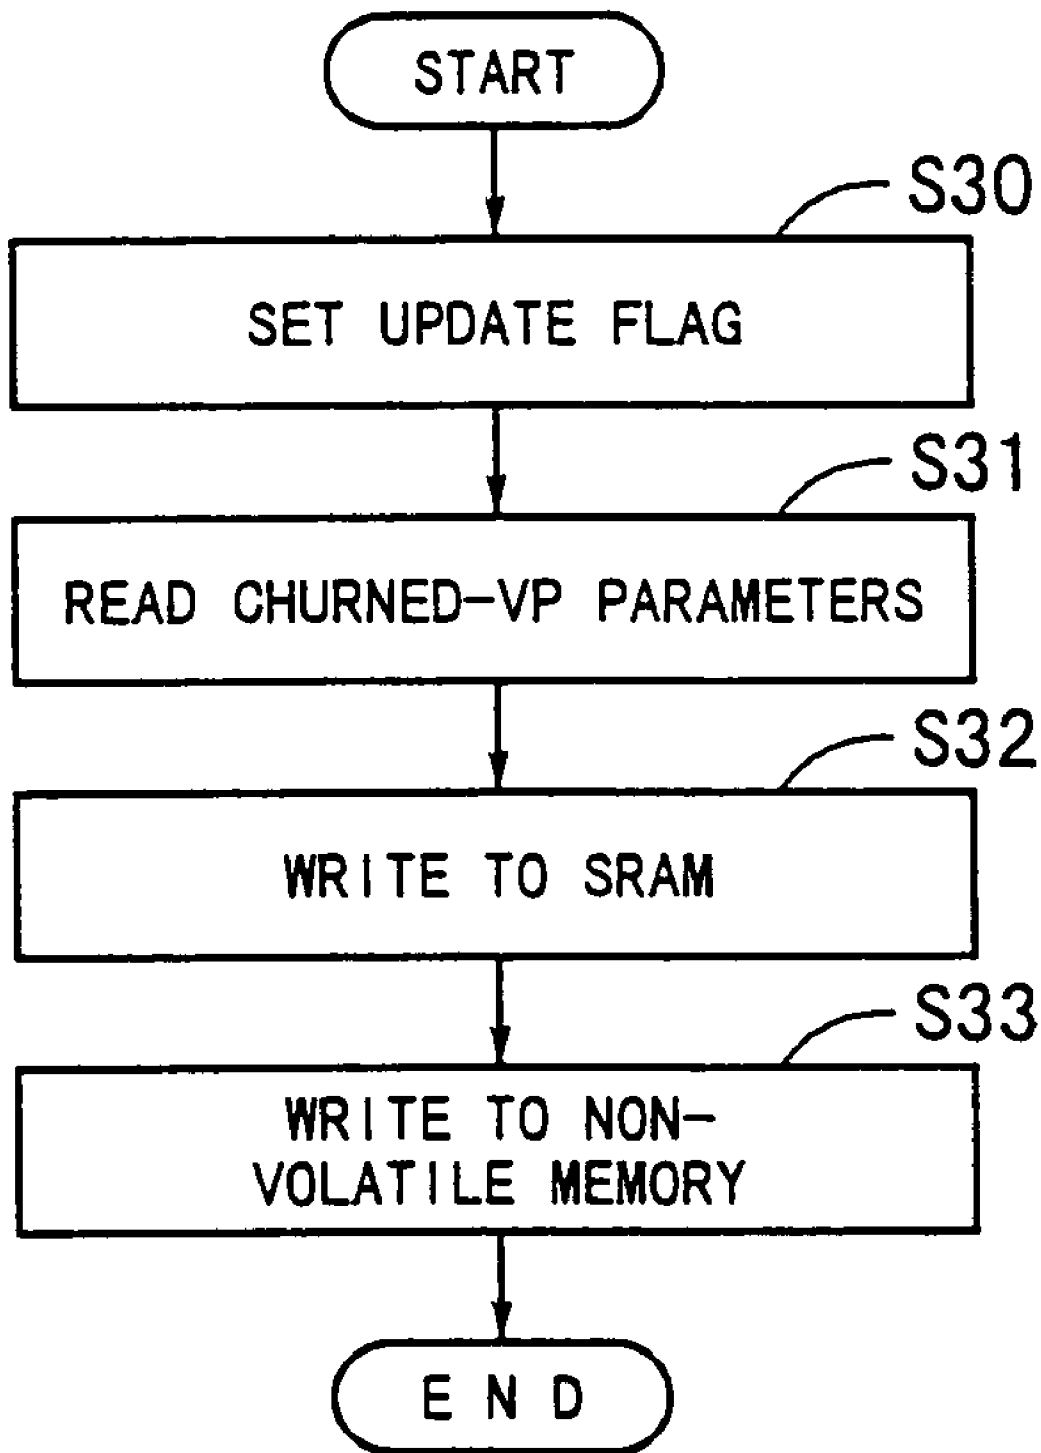 START
S30
SET UPDATE FLAG
S31
READ CHURNED-VP PARAMETERS
S32
WRITE TO SRAM
S33
WRITE TO NON-
VOLATILE MEMORY
END